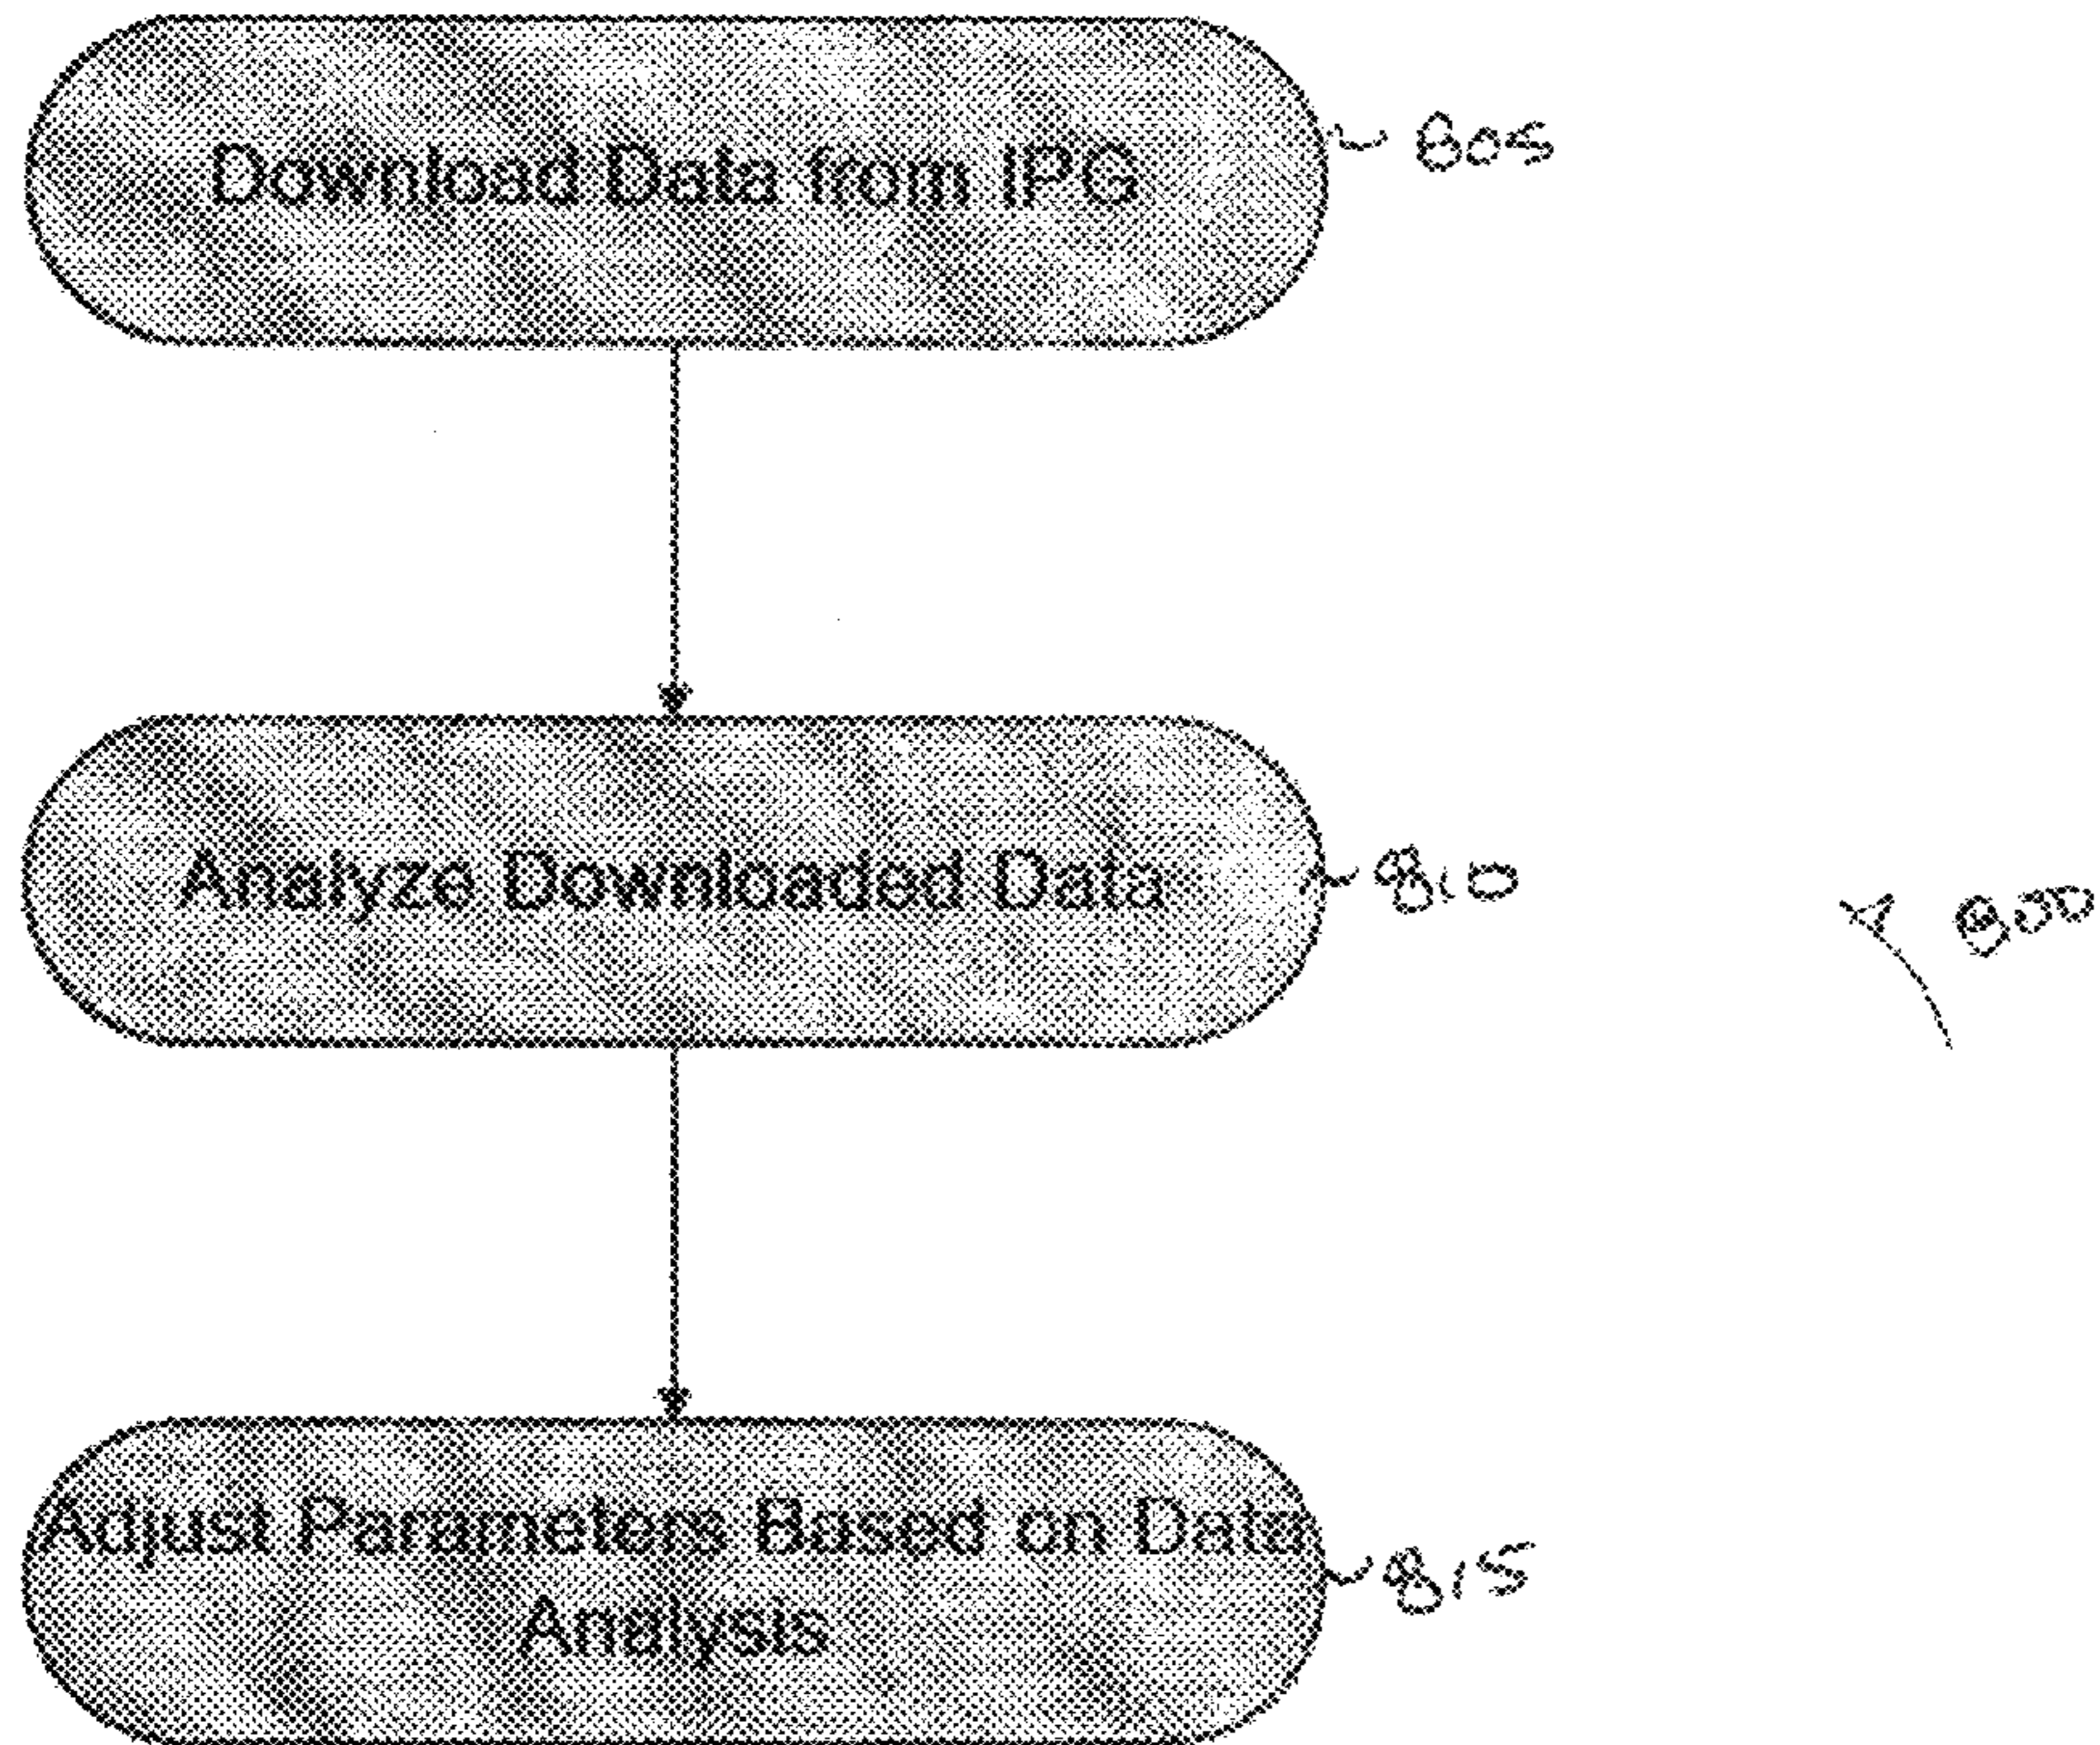 Download Data from IPG
805
Analyze Downloaded Data
810
800
Adjust Parameters Based on Data
Analysis
815